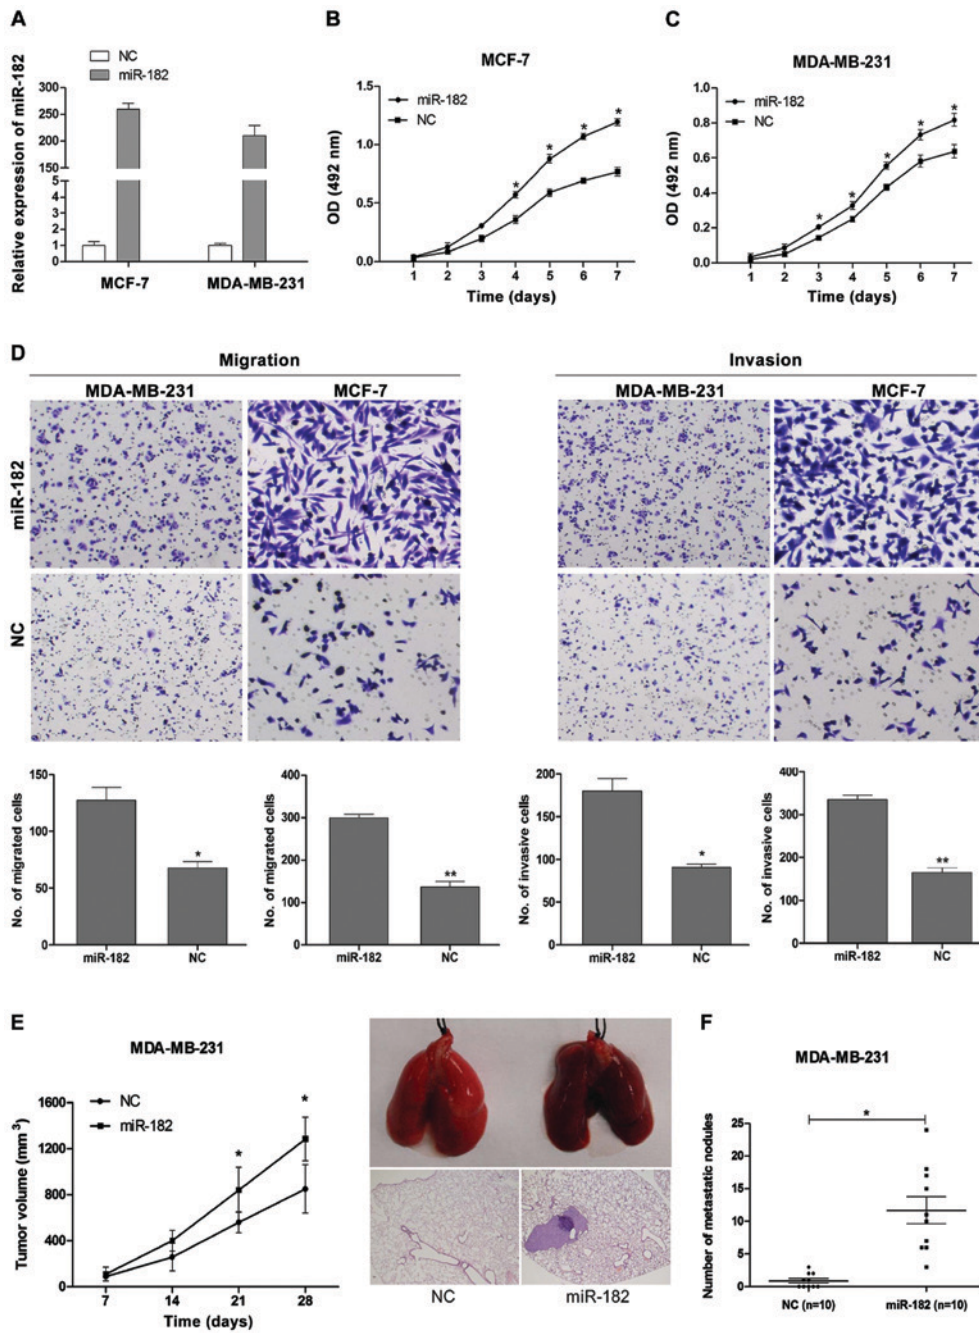 A
NC
miR-182
Relative expression of miR-182
300
250
200
150
5
4
3
2
1
0
MCF-7
MDA-MB-231
B
MCF-7
miR-182
NC
OD (492 nm)
1.5
1.0
0.5
0.0
* * * *
1 2 3 4 5 6 7
Time (days)
C
MDA-MB-231
miR-182
NC
OD (492 nm)
1.0
0.8
0.6
0.4
0.2
0.0
* * * * *
1 2 3 4 5 6 7
Time (days)
D
Migration
Invasion
MDA-MB-231
MCF-7
MDA-MB-231
MCF-7
miR-182
NC
No. of migrated cells
150
100
50
0
*
miR-182
NC
No. of migrated cells
400
300
200
100
0
**
miR-182
NC
No. of invasive cells
200
150
100
50
0
*
miR-182
NC
No. of invasive cells
400
300
200
100
0
**
miR-182
NC
E
MDA-MB-231
NC
miR-182
Tumor volume (mm³)
1600
1200
800
400
0
* *
7 14 21 28
Time (days)
NC
miR-182
F
MDA-MB-231
*
Number of metastatic nodules
25
20
15
10
5
0
NC (n=10)
miR-182 (n=10)